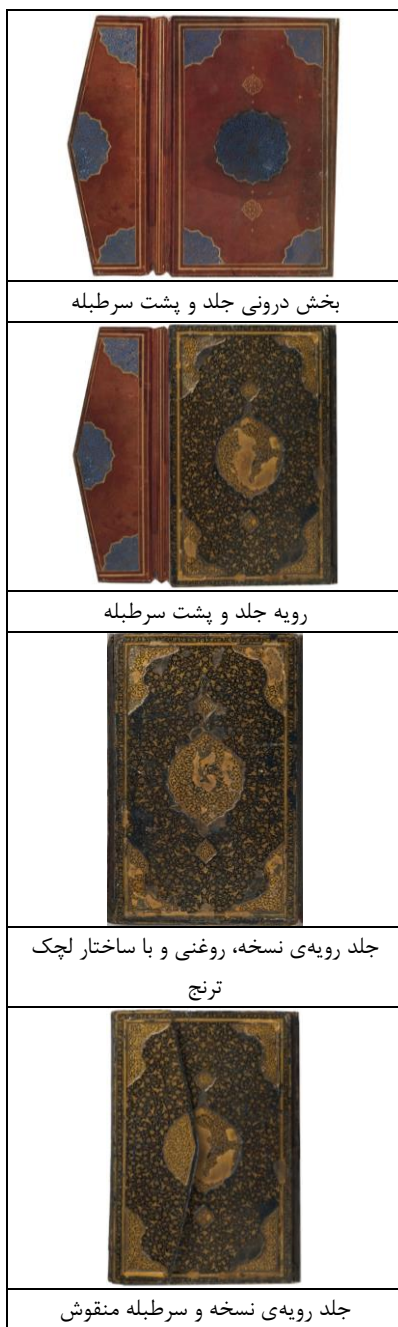 بخش درونی جلد و پشت سرطبله
رویه جلد و پشت سرطبله
جلد رویه‌ی نسخه، روغنی و با ساختار لچک
ترنج
جلد رویه‌ی نسخه و سرطبله منقوش